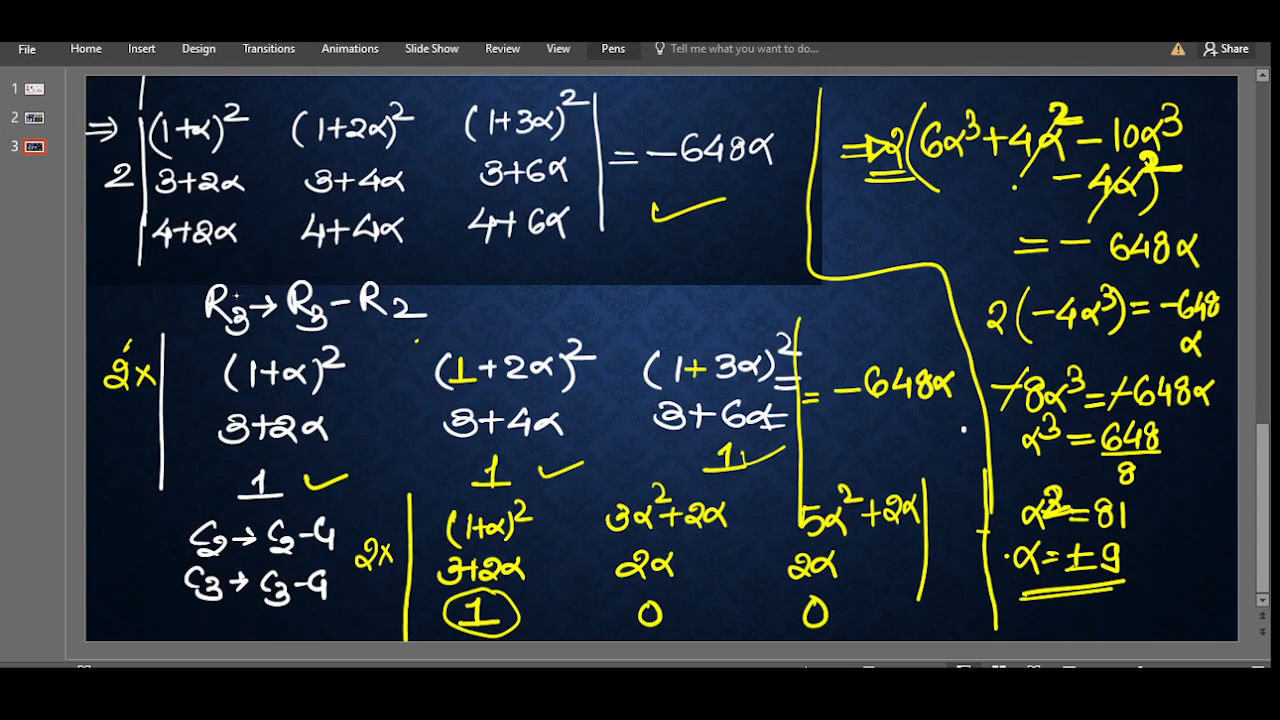 File Home Insert Design Transitions Animations Slide Show Review View Pens Tell me what you want to do... Share
1
2
3
⇒ 2 | (1+α)² (1+2α)² (1+3α)² | = -648α
3+2α 3+4α 3+6α
4+2α 4+4α 4+6α
R₃ → R₃ - R₂
2× | (1+α)² (1+2α)² (1+3α)² | = = -648α
3+2α 3+4α 3+6α
1 1 1
C₂ → C₂-C₁
C₃ → C₃-C₁
2× | (1+α)² 3α²+2α 5α²+2α |
3+2α 2α 2α
1 0 0
⇒ 2(6α³+4α²-10α³
-4α²)
= - 648α
2(-4α³) = -648
α
-8α³ = -648α
α³ = 648
8
α² = 81
α = ±9